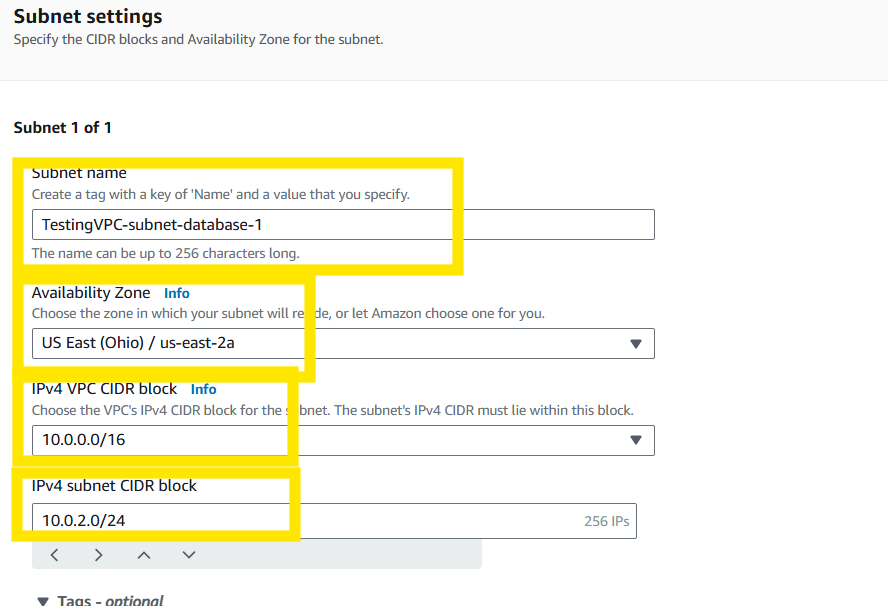 Subnet settings
Specify the CIDR blocks and Availability Zone for the subnet.
Subnet 1 of 1
Subnet name
Create a tag with a key of 'Name' and a value that you specify.
TestingVPC-subnet-database-1
The name can be up to 256 characters long.
Availability Zone Info
Choose the zone in which your subnet will reside, or let Amazon choose one for you.
US East (Ohio) / us-east-2a
IPv4 VPC CIDR block Info
Choose the VPC's IPv4 CIDR block for the subnet. The subnet's IPv4 CIDR must lie within this block.
10.0.0.0/16
IPv4 subnet CIDR block
10.0.2.0/24 256 IPs
Tags - optional